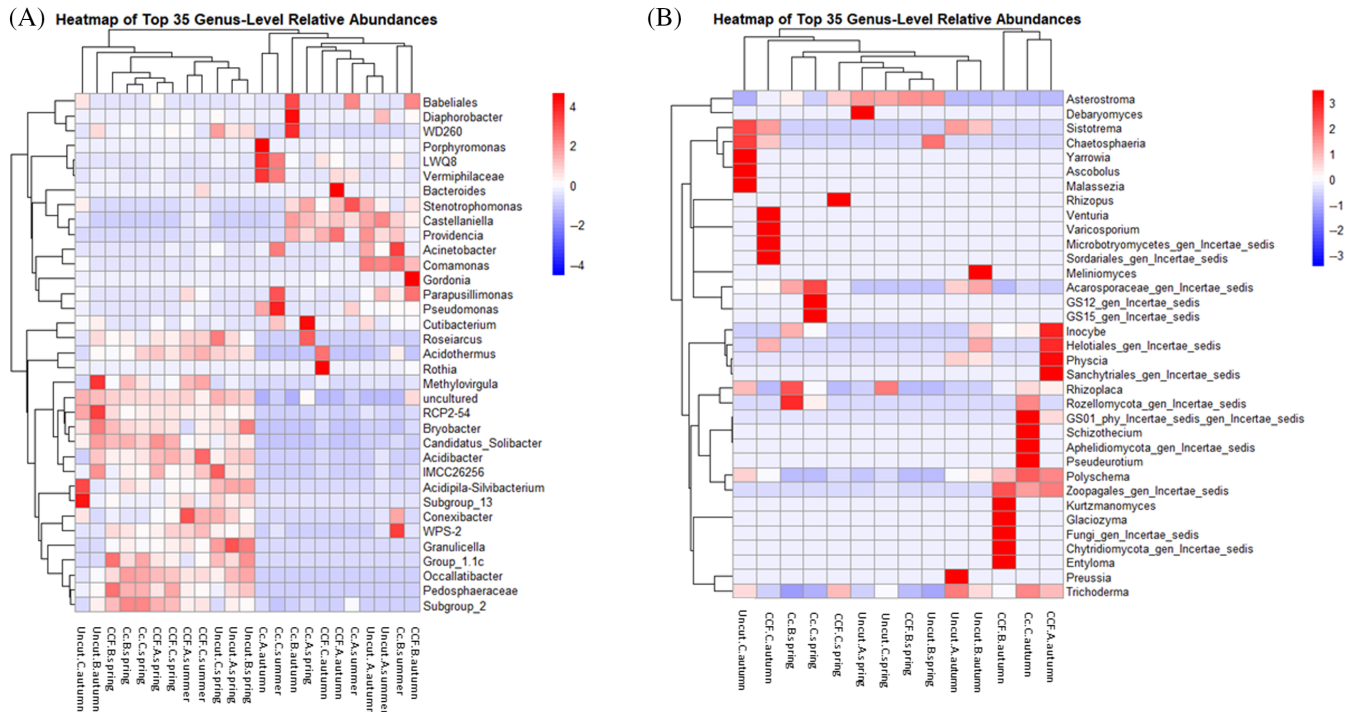 (A)
Heatmap of Top 35 Genus-Level Relative Abundances
Babeliales
Diaphorobacter
WD260
Porphyromonas
LWQ8
Vermiphilaceae
Bacteroides
Stenotrophomonas
Castellaniella
Providencia
Acinetobacter
Comamonas
Gordonia
Parapusillimonas
Pseudomonas
Cutibacterium
Roseiarcus
Acidothermus
Rothia
Methylovirgula
uncultured
RCP2-54
Bryobacter
Candidatus_Solibacter
Acidibacter
IMCC26256
Acidipila-Silvibacterium
Subgroup_13
Conexibacter
WPS-2
Granulicella
Group_1.1c
Occallatibacter
Pedosphaeraceae
Subgroup_2
4
2
0
−2
−4
Uncut.C.autumn
Uncut.B.autumn
CCF.B.spring
Cc.B.spring
Cc.C.spring
CCF.A.spring
CCF.C.spring
CCF.A.summer
CCF.C.summer
Uncut.C.spring
Uncut.A.spring
Uncut.B.spring
Cc.A.autumn
Cc.C.summer
Cc.B.autumn
Cc.A.spring
CCF.C.autumn
CCF.A.autumn
Uncut.A.autumn
Uncut.A.summer
Cc.B.summer
CCF.B.autumn
(B)
Heatmap of Top 35 Genus-Level Relative Abundances
Asterostroma
Debaryomyces
Sistotrema
Chaetosphaeria
Yarrowia
Ascobolus
Malassezia
Rhizopus
Venturia
Varicosporium
Microbotryomycetes_gen_Incertae_sedis
Sordariales_gen_Incertae_sedis
Meliniomyces
Acarosporaceae_gen_Incertae_sedis
GS12_gen_Incertae_sedis
GS15_gen_Incertae_sedis
Inocybe
Helotiales_gen_Incertae_sedis
Physcia
Sanchytriales_gen_Incertae_sedis
Rhizoplaca
Rozellomycota_gen_Incertae_sedis
GS01_phy_Incertae_sedis_gen_Incertae_sedis
Schizothecium
Aphelidiomycota_gen_Incertae_sedis
Pseudeurotium
Polyschema
Zoopagales_gen_Incertae_sedis
Kurtzmanomyces
Glaciozyma
Fungi_gen_Incertae_sedis
Chytridiomycota_gen_Incertae_sedis
Entyloma
Preussia
Trichoderma
3
2
1
0
−1
−2
−3
Uncut.C.autumn
CCF.C.autumn
Cc.B.spring
Cc.C.spring
CCF.C.spring
Uncut.A.spring
Uncut.C.spring
CCF.B.spring
Uncut.B.spring
Uncut.A.autumn
Uncut.B.autumn
CCF.B.autumn
Cc.C.autumn
CCF.A.autumn